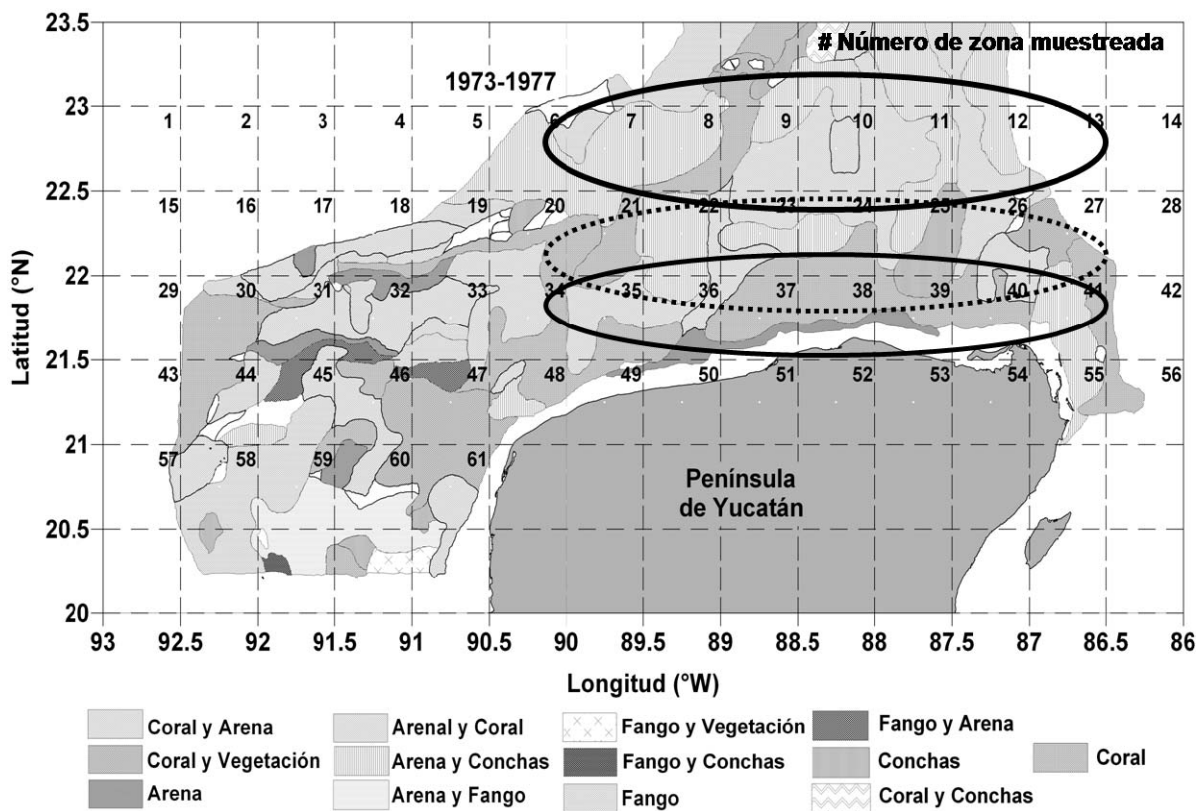 23.5
# Número de zona muestreada
1973-1977
23
1 2 3 4 5 6 7 8 9 10 11 12 13 14
22.5
15 16 17 18 19 20 21 22 23 24 25 26 27 28
22
29 30 31 32 33 34 35 36 37 38 39 40 41 42
21.5
43 44 45 46 47 48 49 50 51 52 53 54 55 56
21
57 58 59 60 61
Península
de Yucatán
20.5
20
Latitud (°N)
93 92.5 92 91.5 91 90.5 90 89.5 89 88.5 88 87.5 87 86.5 86
Longitud (°W)
Coral y Arena
Arenal y Coral
Fango y Vegetación
Fango y Arena
Coral y Vegetación
Arena y Conchas
Fango y Conchas
Conchas
Coral
Arena
Arena y Fango
Fango
Coral y Conchas